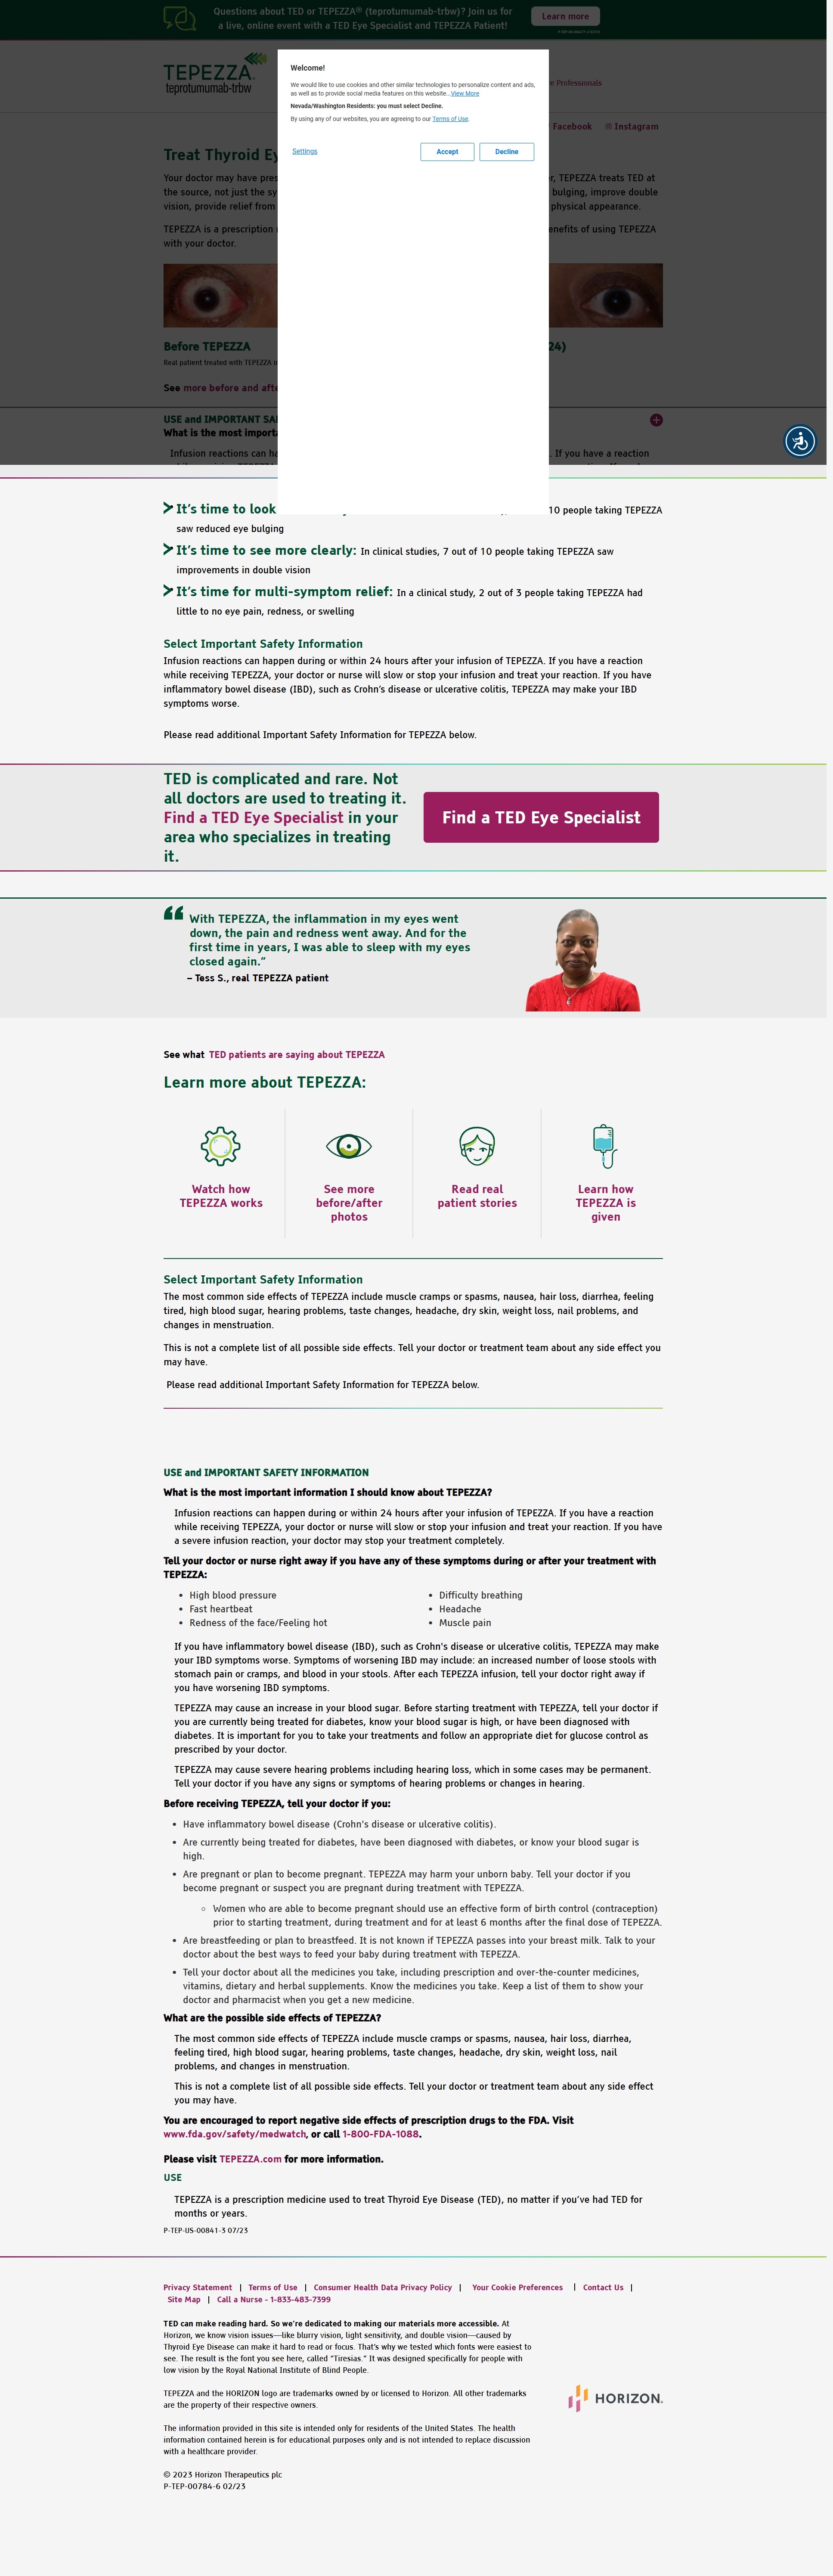 Questions about TED or TEPEZZA® (teprotumumab-trbw)? Join us for
a live, online event with a TED Eye Specialist and TEPEZZA Patient!
Learn more
TEPEZZA
teprotumumab-trbw
Professionals
Facebook
Instagram
Welcome!
We would like to use cookies and other similar technologies to personalize content and ads,
as well as to provide social media features on this website...View More
Nevada/Washington Residents: you must select Decline.
By using any of our websites, you are agreeing to our Terms of Use.
Settings
Accept
Decline
Treat Thyroid
Your doctor may have
, TEPEZZA treats TED at
the source, not just the
bulging, improve double
vision, provide relief from
physical appearance.
TEPEZZA is a prescription
of using TEPEZZA
with your doctor.
Before TEPEZZA
24)
Real patient treated with TEPEZZA
See more before and
USE and IMPORTANT
What is the most
Infusion reactions can
. If you have a reaction
It's time to look
10 people taking TEPEZZA
saw reduced eye bulging
It's time to see more clearly: In clinical studies, 7 out of 10 people taking TEPEZZA saw
improvements in double vision
It's time for multi-symptom relief: In a clinical study, 2 out of 3 people taking TEPEZZA had
little to no eye pain, redness, or swelling
Select Important Safety Information
Infusion reactions can happen during or within 24 hours after your infusion of TEPEZZA. If you have a reaction
while receiving TEPEZZA, your doctor or nurse will slow or stop your infusion and treat your reaction. If you have
inflammatory bowel disease (IBD), such as Crohn's disease or ulcerative colitis, TEPEZZA may make your IBD
symptoms worse.
Please read additional Important Safety Information for TEPEZZA below.
TED is complicated and rare. Not
all doctors are used to treating it.
Find a TED Eye Specialist in your
area who specializes in treating
it.
Find a TED Eye Specialist
“ With TEPEZZA, the inflammation in my eyes went
down, the pain and redness went away. And for the
first time in years, I was able to sleep with my eyes
closed again.”
– Tess S., real TEPEZZA patient
See what TED patients are saying about TEPEZZA
Learn more about TEPEZZA:
Watch how
TEPEZZA works
See more
before/after
photos
Read real
patient stories
Learn how
TEPEZZA is
given
Select Important Safety Information
The most common side effects of TEPEZZA include muscle cramps or spasms, nausea, hair loss, diarrhea, feeling
tired, high blood sugar, hearing problems, taste changes, headache, dry skin, weight loss, nail problems, and
changes in menstruation.
This is not a complete list of all possible side effects. Tell your doctor or treatment team about any side effect you
may have.
Please read additional Important Safety Information for TEPEZZA below.
USE and IMPORTANT SAFETY INFORMATION
What is the most important information I should know about TEPEZZA?
Infusion reactions can happen during or within 24 hours after your infusion of TEPEZZA. If you have a reaction
while receiving TEPEZZA, your doctor or nurse will slow or stop your infusion and treat your reaction. If you have
a severe infusion reaction, your doctor may stop your treatment completely.
Tell your doctor or nurse right away if you have any of these symptoms during or after your treatment with
TEPEZZA:
• High blood pressure
• Fast heartbeat
• Redness of the face/Feeling hot
• Difficulty breathing
• Headache
• Muscle pain
If you have inflammatory bowel disease (IBD), such as Crohn's disease or ulcerative colitis, TEPEZZA may make
your IBD symptoms worse. Symptoms of worsening IBD may include: an increased number of loose stools with
stomach pain or cramps, and blood in your stools. After each TEPEZZA infusion, tell your doctor right away if
you have worsening IBD symptoms.
TEPEZZA may cause an increase in your blood sugar. Before starting treatment with TEPEZZA, tell your doctor if
you are currently being treated for diabetes, know your blood sugar is high, or have been diagnosed with
diabetes. It is important for you to take your treatments and follow an appropriate diet for glucose control as
prescribed by your doctor.
TEPEZZA may cause severe hearing problems including hearing loss, which in some cases may be permanent.
Tell your doctor if you have any signs or symptoms of hearing problems or changes in hearing.
Before receiving TEPEZZA, tell your doctor if you:
• Have inflammatory bowel disease (Crohn's disease or ulcerative colitis).
• Are currently being treated for diabetes, have been diagnosed with diabetes, or know your blood sugar is
high.
• Are pregnant or plan to become pregnant. TEPEZZA may harm your unborn baby. Tell your doctor if you
become pregnant or suspect you are pregnant during treatment with TEPEZZA.
○ Women who are able to become pregnant should use an effective form of birth control (contraception)
prior to starting treatment, during treatment and for at least 6 months after the final dose of TEPEZZA.
• Are breastfeeding or plan to breastfeed. It is not known if TEPEZZA passes into your breast milk. Talk to your
doctor about the best ways to feed your baby during treatment with TEPEZZA.
• Tell your doctor about all the medicines you take, including prescription and over-the-counter medicines,
vitamins, dietary and herbal supplements. Know the medicines you take. Keep a list of them to show your
doctor and pharmacist when you get a new medicine.
What are the possible side effects of TEPEZZA?
The most common side effects of TEPEZZA include muscle cramps or spasms, nausea, hair loss, diarrhea,
feeling tired, high blood sugar, hearing problems, taste changes, headache, dry skin, weight loss, nail
problems, and changes in menstruation.
This is not a complete list of all possible side effects. Tell your doctor or treatment team about any side effect
you may have.
You are encouraged to report negative side effects of prescription drugs to the FDA. Visit
www.fda.gov/safety/medwatch, or call 1-800-FDA-1088.
Please visit TEPEZZA.com for more information.
USE
TEPEZZA is a prescription medicine used to treat Thyroid Eye Disease (TED), no matter if you've had TED for
months or years.
P-TEP-US-00841-3 07/23
Privacy Statement | Terms of Use | Consumer Health Data Privacy Policy | Your Cookie Preferences | Contact Us |
Site Map | Call a Nurse - 1-833-483-7399
TED can make reading hard. So we're dedicated to making our materials more accessible. At
Horizon, we know vision issues—like blurry vision, light sensitivity, and double vision—caused by
Thyroid Eye Disease can make it hard to read or focus. That's why we tested which fonts were easiest to
see. The result is the font you see here, called “Tiresias.” It was designed specifically for people with
low vision by the Royal National Institute of Blind People.
TEPEZZA and the HORIZON logo are trademarks owned by or licensed to Horizon. All other trademarks
are the property of their respective owners.
HORIZON
The information provided in this site is intended only for residents of the United States. The health
information contained herein is for educational purposes only and is not intended to replace discussion
with a healthcare provider.
© 2023 Horizon Therapeutics plc
P-TEP-00784-6 02/23